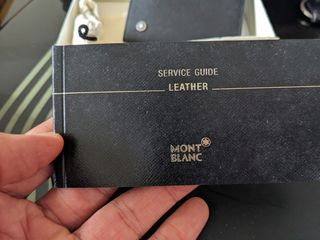 SERVICE GUIDE
LEATHER
MONT
BLANC